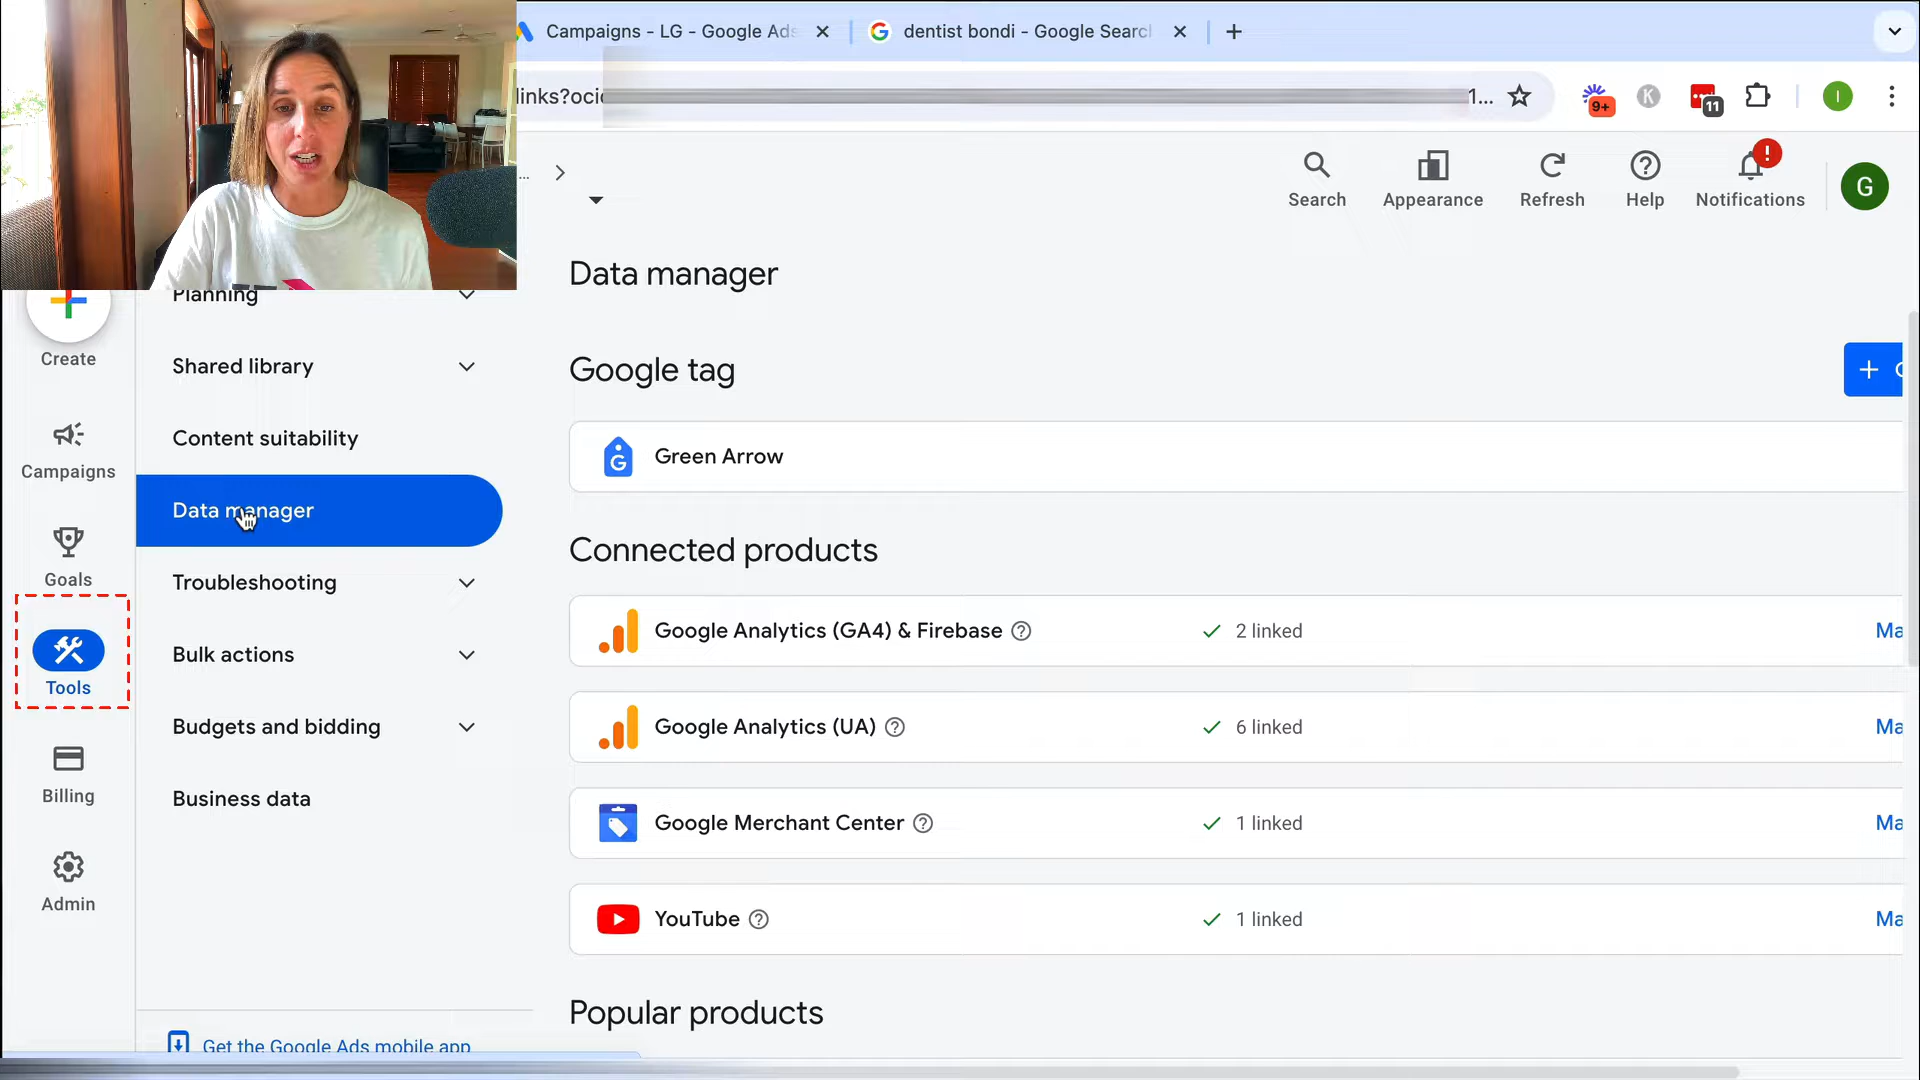 Campaigns - LG - Google Ads
dentist bondi - Google Search
links?oci
1...
9+
K
11
I
...
Search
Appearance
Refresh
Help
Notifications
!
G
Create
Campaigns
Goals
Tools
Billing
Admin
Planning
Shared library
Content suitability
Data manager
Troubleshooting
Bulk actions
Budgets and bidding
Business data
Get the Google Ads mobile app
Data manager
Google tag
+
G Green Arrow
Connected products
Google Analytics (GA4) & Firebase ? 2 linked Ma
Google Analytics (UA) ? 6 linked Ma
Google Merchant Center ? 1 linked Ma
YouTube ? 1 linked Ma
Popular products